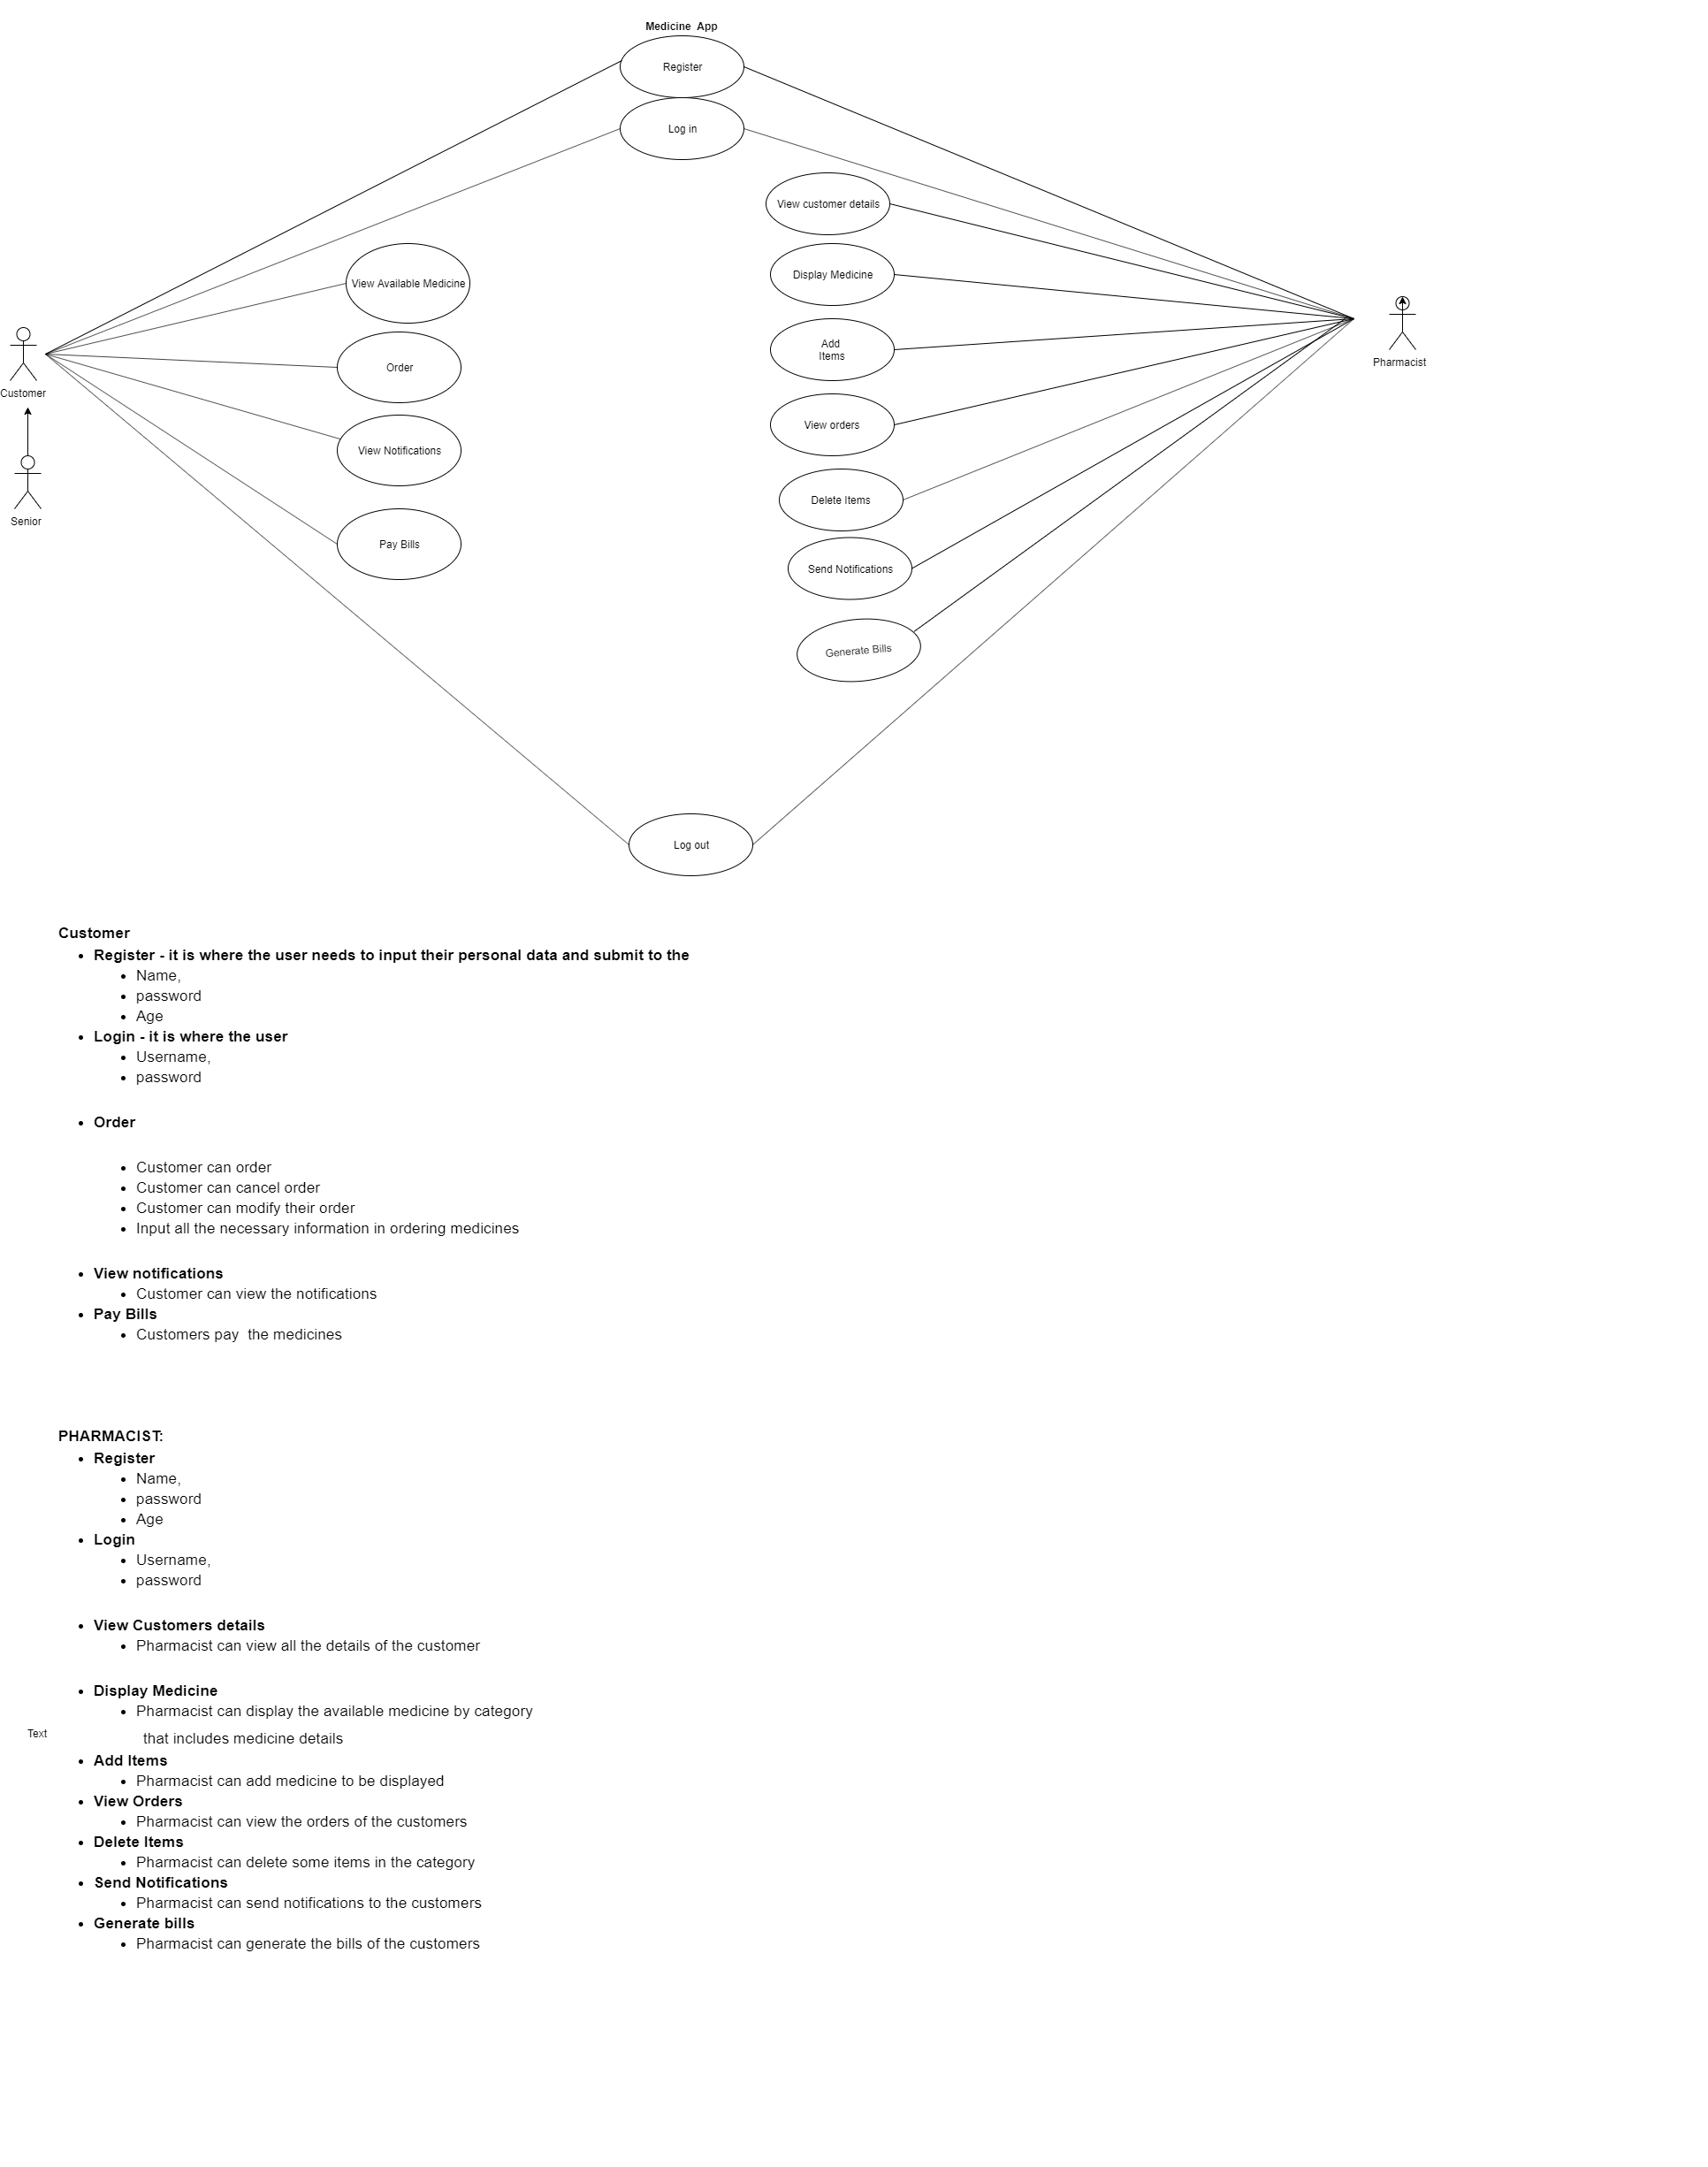 Medicine  App
Register
Log in
View customer details
View Available Medicine
Display Medicine
Customer
Order
Add
Items
Pharmacist
View Notifications
View orders
Senior
Pay Bills
Delete Items
Send Notifications
Generate Bills
Log out
Customer
Register - it is where the user needs to input their personal data and submit to the
Name,
password
Age
Login - it is where the user
Username,
password
Order
Customer can order
Customer can cancel order
Customer can modify their order
Input all the necessary information in ordering medicines
View notifications
Customer can view the notifications
Pay Bills
Customers pay  the medicines
PHARMACIST:
Register
Name,
password
Age
Login
Username,
password
View Customers details
Pharmacist can view all the details of the customer
Display Medicine
Pharmacist can display the available medicine by category
Text
that includes medicine details
Add Items
Pharmacist can add medicine to be displayed
View Orders
Pharmacist can view the orders of the customers
Delete Items
Pharmacist can delete some items in the category
Send Notifications
Pharmacist can send notifications to the customers
Generate bills
Pharmacist can generate the bills of the customers